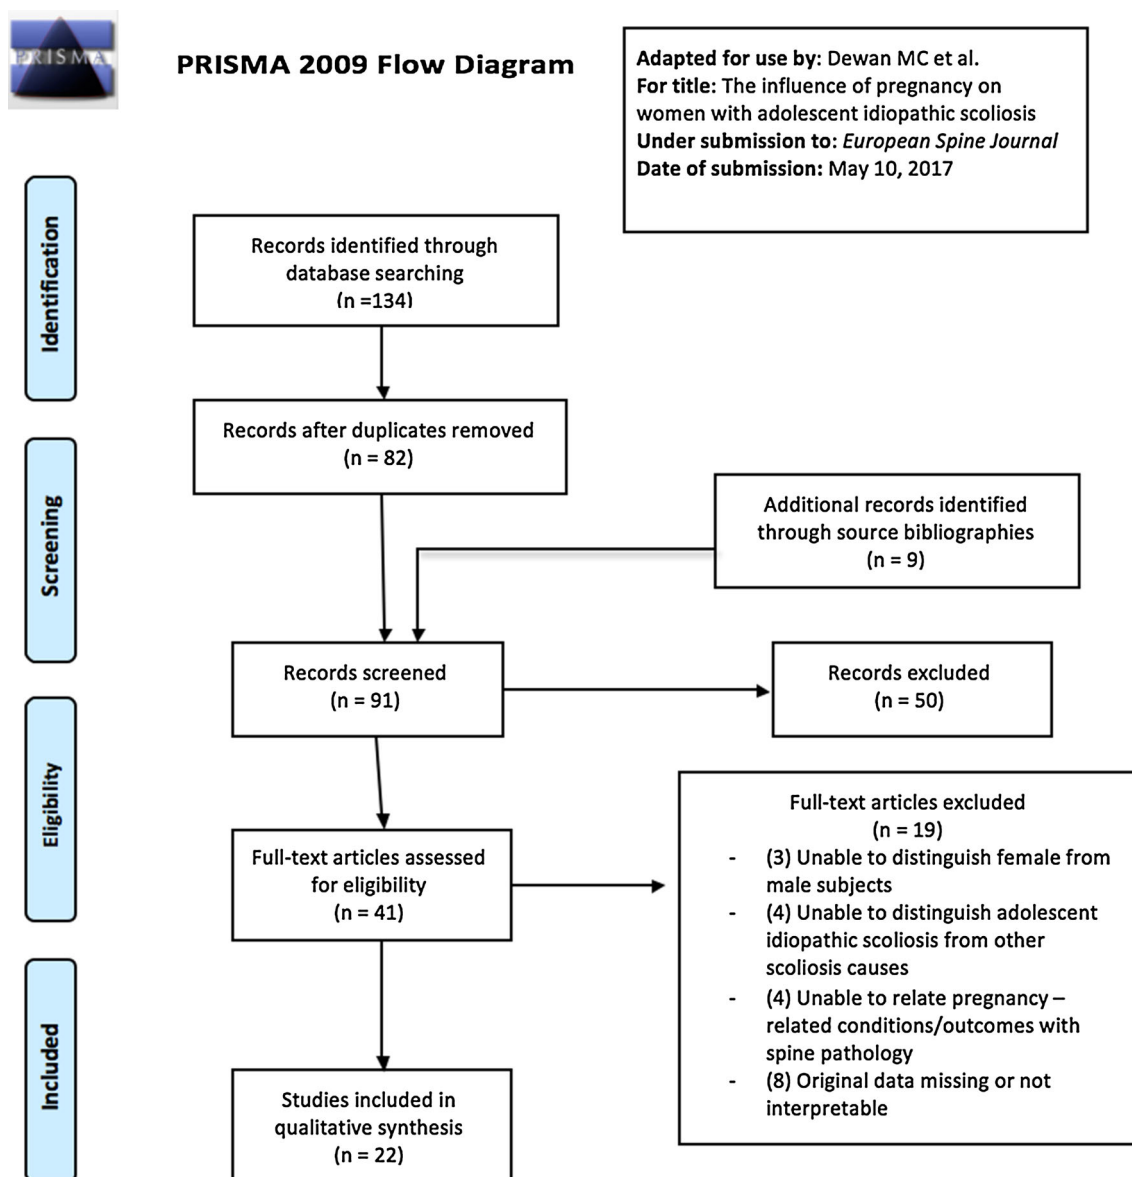 PRISMA
PRISMA 2009 Flow Diagram
Adapted for use by: Dewan MC et al.
For title: The influence of pregnancy on
women with adolescent idiopathic scoliosis
Under submission to: European Spine Journal
Date of submission: May 10, 2017
Identification
Records identified through
database searching
(n =134)
Records after duplicates removed
(n = 82)
Screening
Additional records identified
through source bibliographies
(n = 9)
Records screened
(n = 91)
Records excluded
(n = 50)
Eligibility
Full-text articles assessed
for eligibility
(n = 41)
Full-text articles excluded
(n = 19)
- (3) Unable to distinguish female from
male subjects
- (4) Unable to distinguish adolescent
idiopathic scoliosis from other
scoliosis causes
- (4) Unable to relate pregnancy –
related conditions/outcomes with
spine pathology
- (8) Original data missing or not
interpretable
Included
Studies included in
qualitative synthesis
(n = 22)